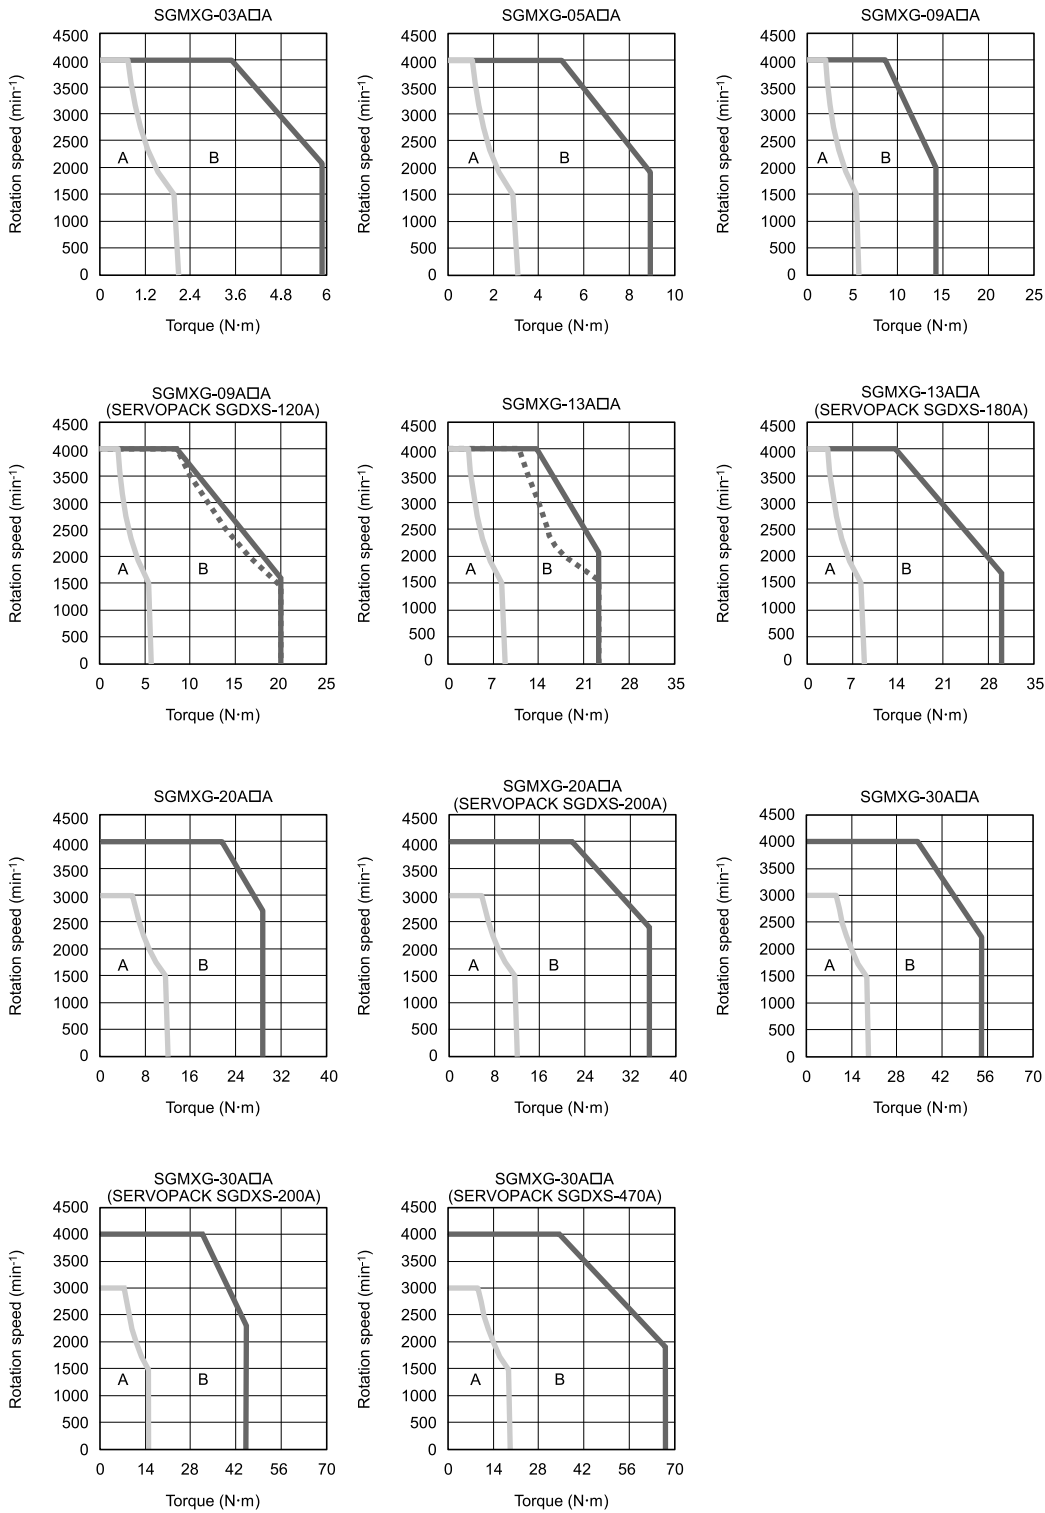 SGMXG-03A□A
SGMXG-05A□A
SGMXG-09A□A
Rotation speed (min-1)
4500
4000
3500
3000
2500
2000
1500
1000
500
0
A
B
0 1.2 2.4 3.6 4.8 6
Torque (N·m)
Rotation speed (min-1)
4500
4000
3500
3000
2500
2000
1500
1000
500
0
A
B
0 2 4 6 8 10
Torque (N·m)
Rotation speed (min-1)
4500
4000
3500
3000
2500
2000
1500
1000
500
0
A
B
0 5 10 15 20 25
Torque (N·m)
SGMXG-09A□A
(SERVOPACK SGDXS-120A)
SGMXG-13A□A
SGMXG-13A□A
(SERVOPACK SGDXS-180A)
Rotation speed (min-1)
4500
4000
3500
3000
2500
2000
1500
1000
500
0
A
B
0 5 10 15 20 25
Torque (N·m)
Rotation speed (min-1)
4500
4000
3500
3000
2500
2000
1500
1000
500
0
A
B
0 7 14 21 28 35
Torque (N·m)
Rotation speed (min-1)
4500
4000
3500
3000
2500
2000
1500
1000
500
0
A
B
0 7 14 21 28 35
Torque (N·m)
SGMXG-20A□A
SGMXG-20A□A
(SERVOPACK SGDXS-200A)
SGMXG-30A□A
Rotation speed (min-1)
4500
4000
3500
3000
2500
2000
1500
1000
500
0
A
B
0 8 16 24 32 40
Torque (N·m)
Rotation speed (min-1)
4500
4000
3500
3000
2500
2000
1500
1000
500
0
A
B
0 8 16 24 32 40
Torque (N·m)
Rotation speed (min-1)
4500
4000
3500
3000
2500
2000
1500
1000
500
0
A
B
0 14 28 42 56 70
Torque (N·m)
SGMXG-30A□A
(SERVOPACK SGDXS-200A)
SGMXG-30A□A
(SERVOPACK SGDXS-470A)
Rotation speed (min-1)
4500
4000
3500
3000
2500
2000
1500
1000
500
0
A
B
0 14 28 42 56 70
Torque (N·m)
Rotation speed (min-1)
4500
4000
3500
3000
2500
2000
1500
1000
500
0
A
B
0 14 28 42 56 70
Torque (N·m)